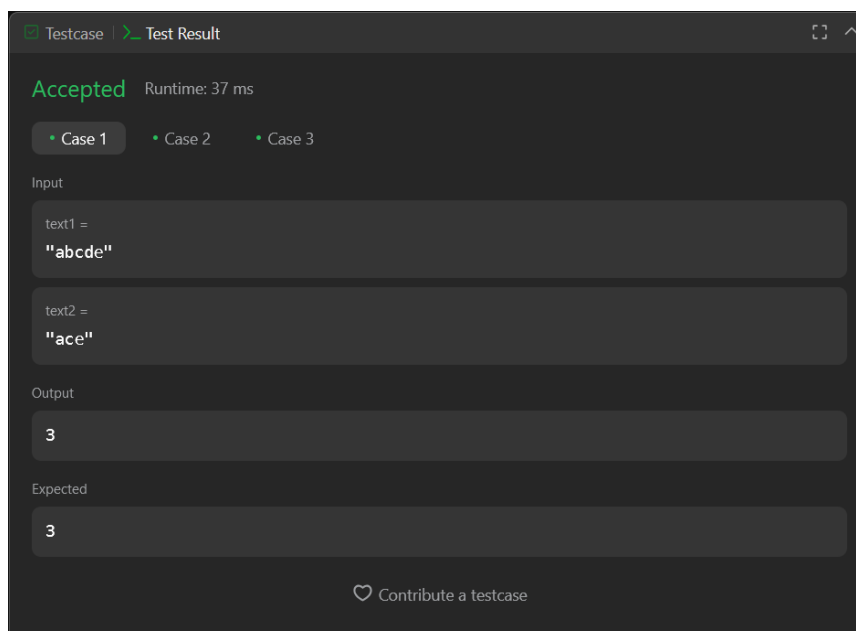 Testcase Test Result
Accepted Runtime: 37 ms
Case 1 Case 2 Case 3
Input
text1 =
"abcde"
text2 =
"ace"
Output
3
Expected
3
Contribute a testcase